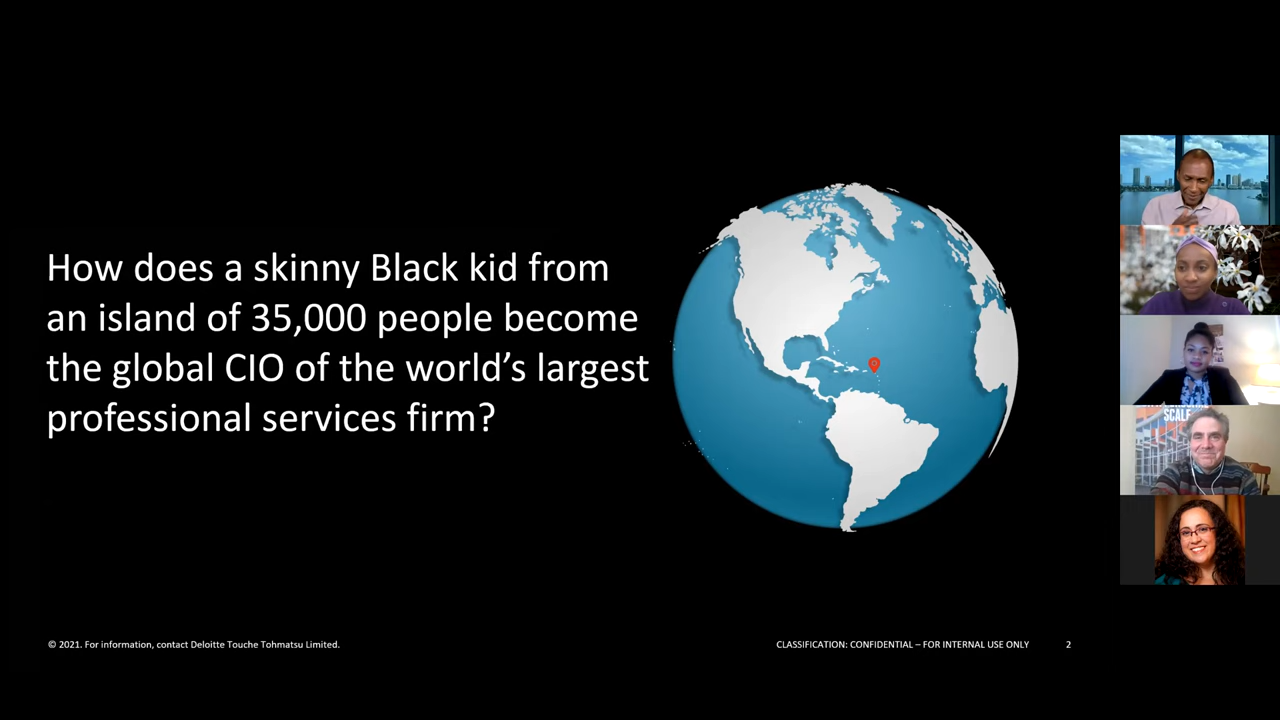 How does a skinny Black kid from
an island of 35,000 people become
the global CIO of the world’s largest
professional services firm?
SCALE
© 2021. For information, contact Deloitte Touche Tohmatsu Limited.
CLASSIFICATION: CONFIDENTIAL – FOR INTERNAL USE ONLY
2